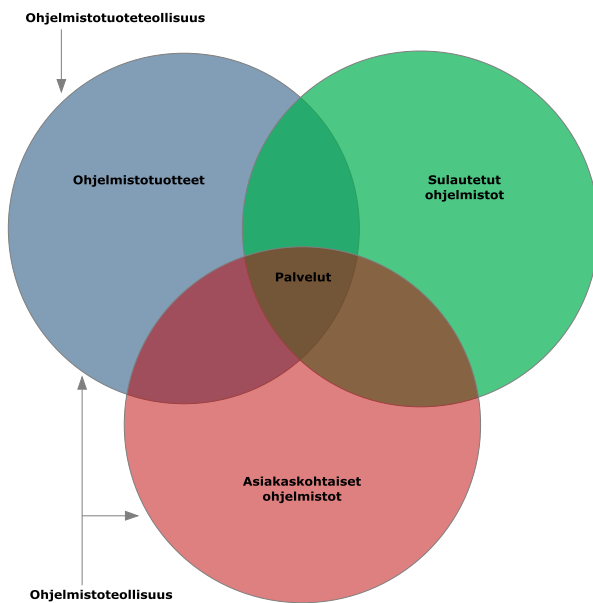 Ohjelmistotuoteteollisuus
Ohjelmistotuotteet
Sulautetut
ohjelmistot
Palvelut
Asiakaskohtaiset
ohjelmistot
Ohjelmistoteollisuus